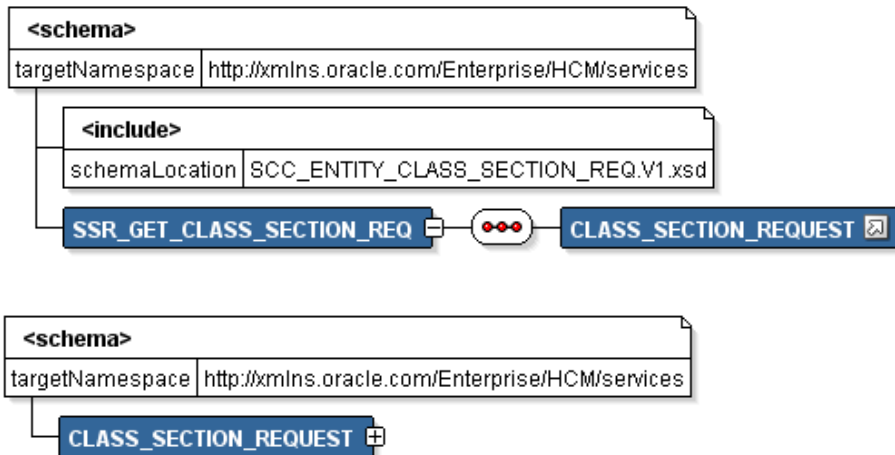 <schema>
targetNamespace http://xmlns.oracle.com/Enterprise/HCM/services
<include>
schemaLocation SCC_ENTITY_CLASS_SECTION_REQ.V1.xsd
SSR_GET_CLASS_SECTION_REQ CLASS_SECTION_REQUEST
<schema>
targetNamespace http://xmlns.oracle.com/Enterprise/HCM/services
CLASS_SECTION_REQUEST